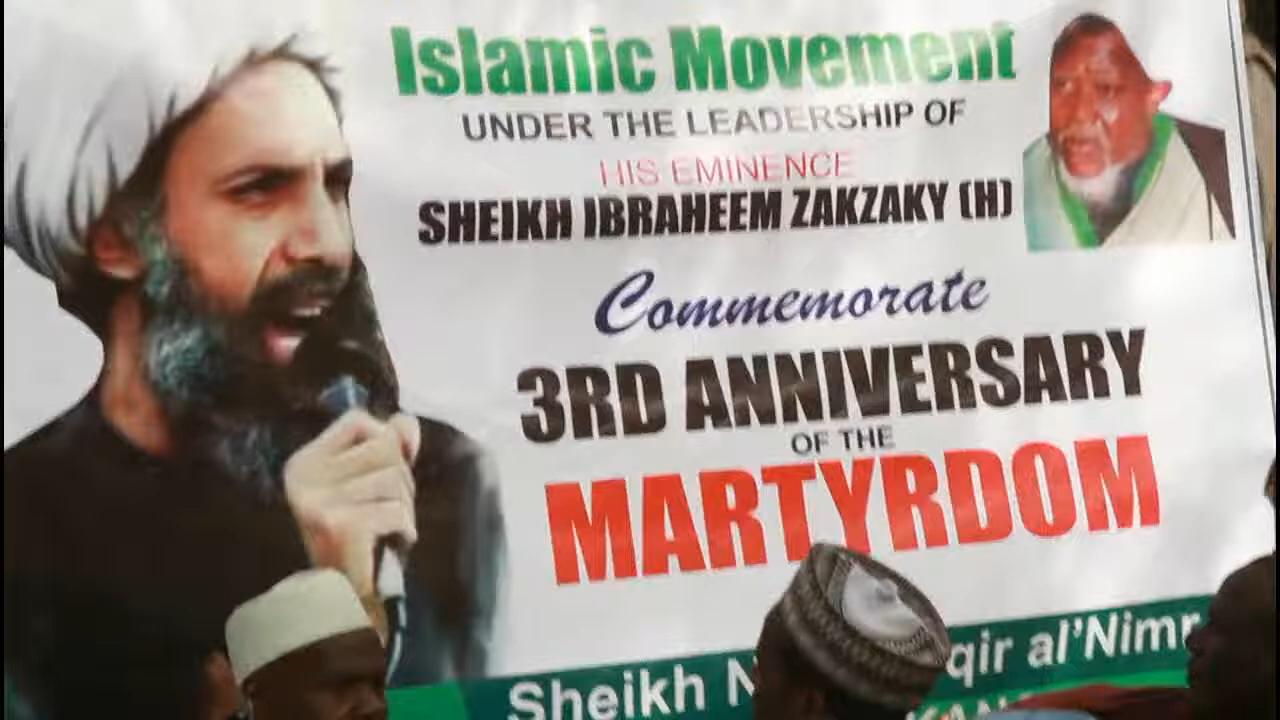 Islamic Movement
UNDER THE LEADERSHIP OF
HIS EMINENCE
SHEIKH IBRAHEEM ZAKZAKY (H)
Commemorate
3RD ANNIVERSARY
OF THE
MARTYRDOM
Sheikh N qir al'Nimr